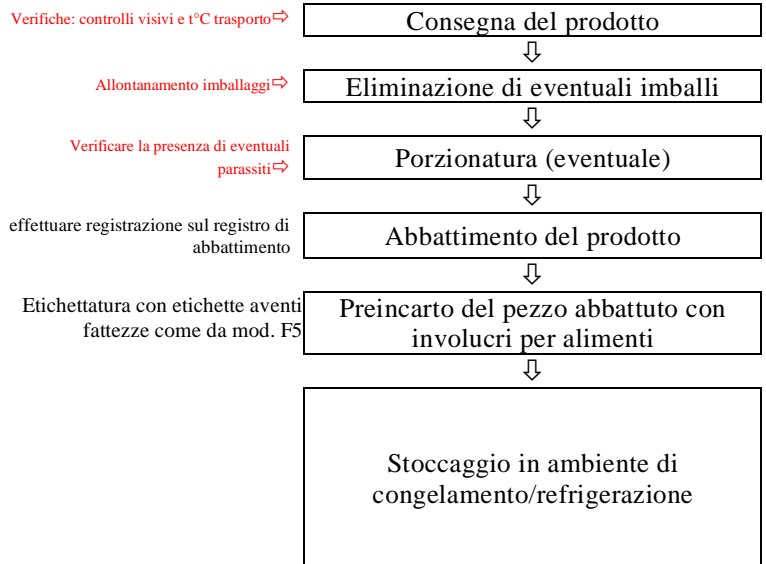 Verifiche: controlli visivi e t°C trasporto⇨
Consegna del prodotto
⇩
Allontanamento imballaggi⇨
Eliminazione di eventuali imballi
⇩
Verificare la presenza di eventuali
parassiti⇨
Porzionatura (eventuale)
⇩
effettuare registrazione sul registro di
abbattimento
Abbattimento del prodotto
⇩
Etichettatura con etichette aventi
fattezze come da mod. F5
Preincarto del pezzo abbattuto con
involucri per alimenti
⇩
Stoccaggio in ambiente di
congelamento/refrigerazione